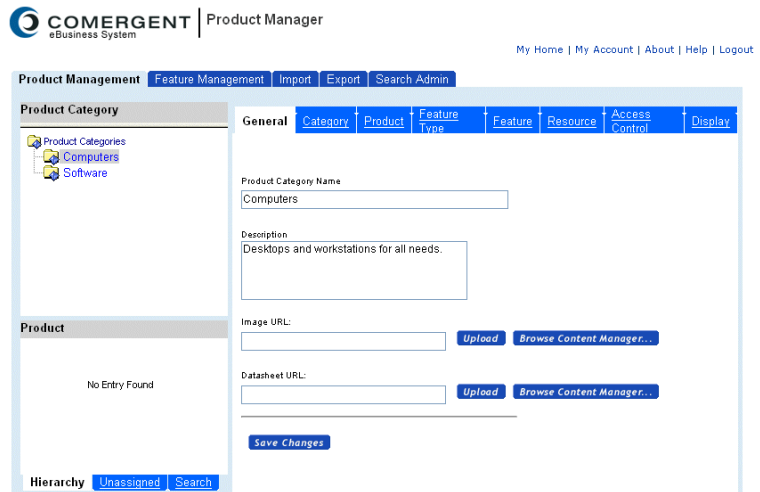 COMERGENT
eBusiness System
Product Manager
My Home | My Account | About | Help | Logout
Product Management Feature Management Import Export Search Admin
Product Category
Product Categories
Computers
Software
General Category Product Feature Type Feature Resource Access Control Display
Product Category Name
Computers
Description
Desktops and workstations for all needs.
Image URL:
Upload Browse Content Manager...
Datasheet URL:
Upload Browse Content Manager...
Save Changes
Product
No Entry Found
Hierarchy Unassigned Search